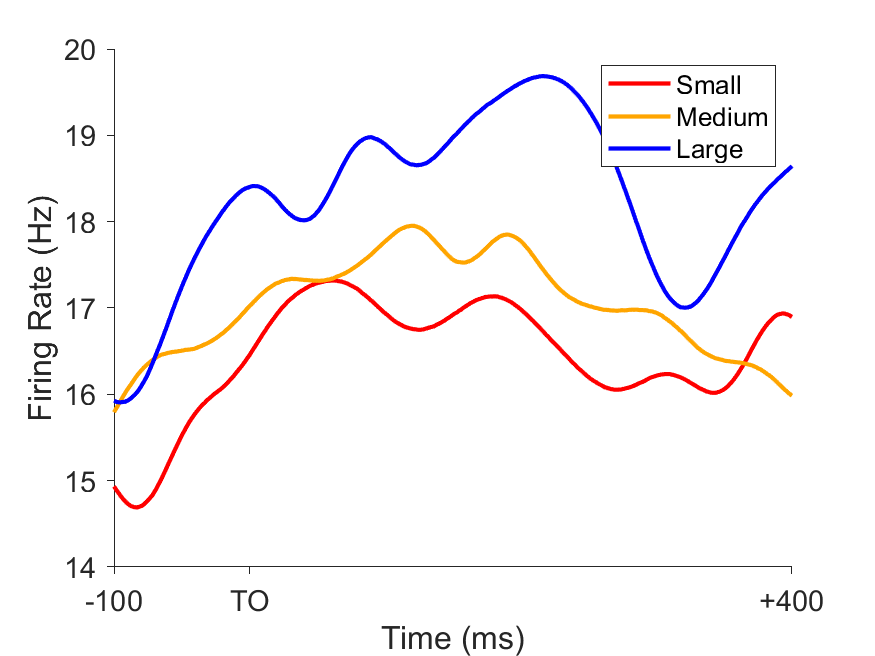 20
19
18
17
16
15
14
Firing Rate (Hz)
Small
Medium
Large
-100 TO +400
Time (ms)